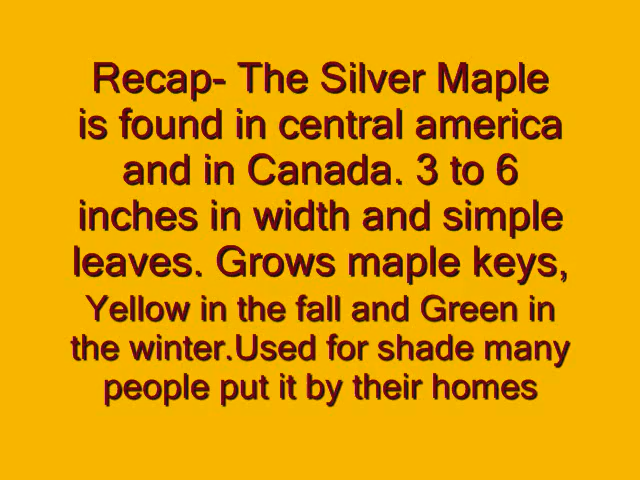 Recap- The Silver Maple
is found in central america
and in Canada. 3 to 6
inches in width and simple
leaves. Grows maple keys,
Yellow in the fall and Green in
the winter.Used for shade many
people put it by their homes